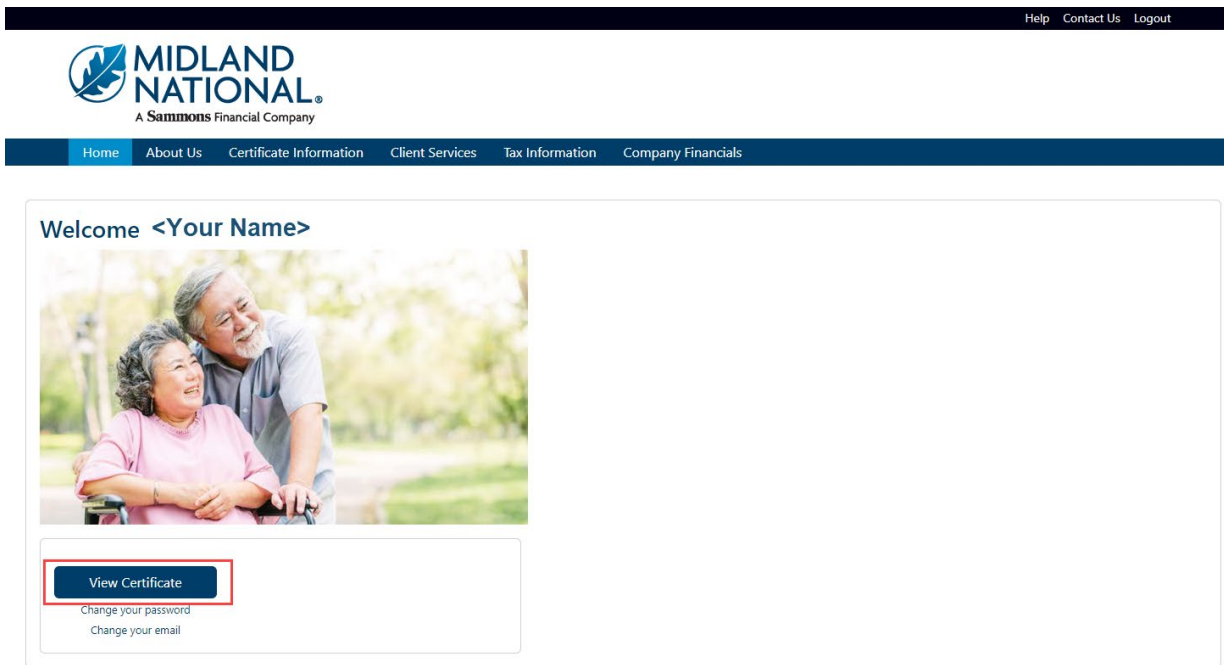 Help Contact Us Logout
MIDLAND
NATIONAL®
A Sammons Financial Company
Home About Us Certificate Information Client Services Tax Information Company Financials
Welcome <Your Name>
View Certificate
Change your password
Change your email